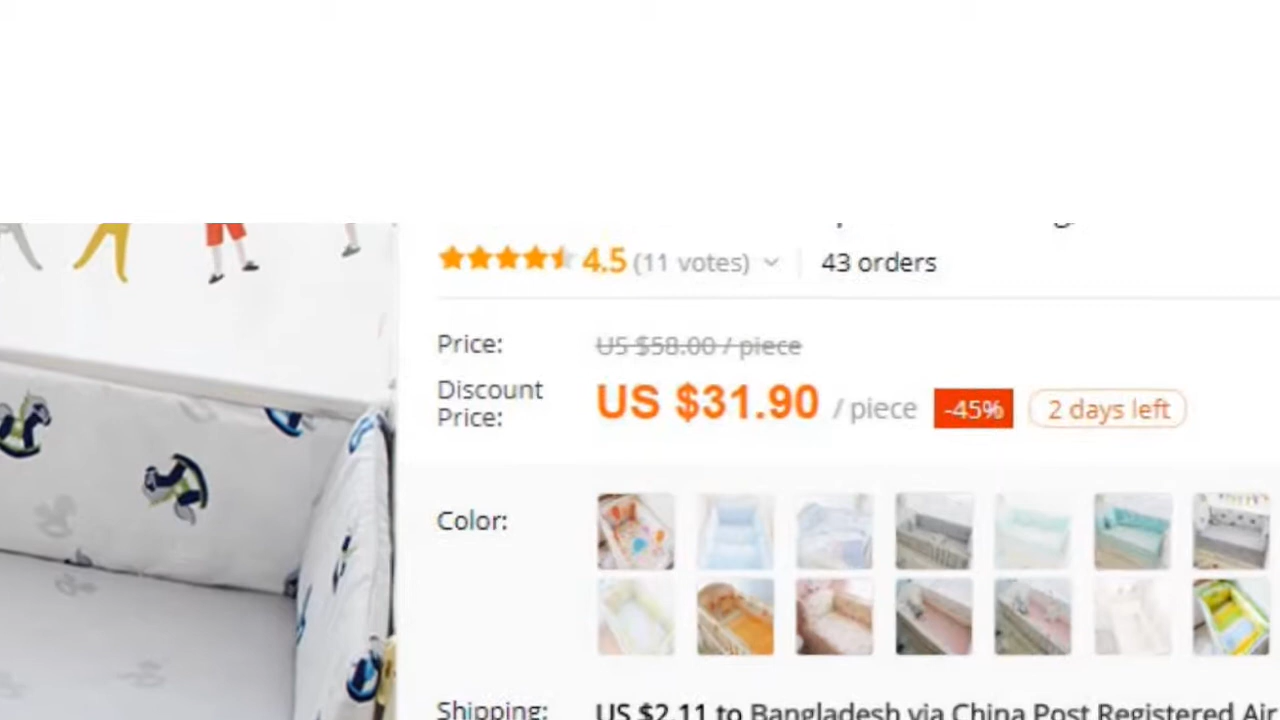 4.5 (11 votes) 43 orders
Price: US $58.00 / piece
Discount Price: US $31.90 / piece -45% 2 days left
Color:
Shipping: US $2.11 to Bangladesh via China Post Registered Air